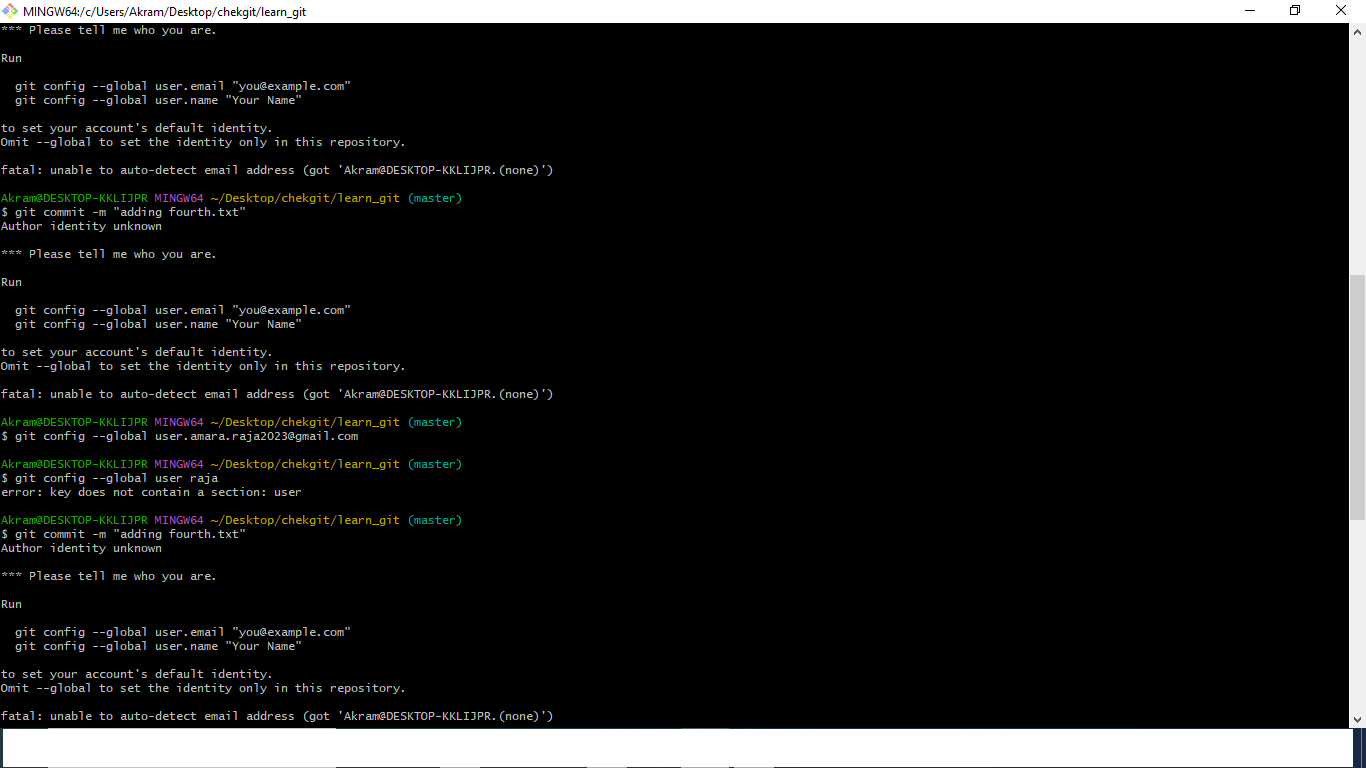 MINGW64:/c/Users/Akram/Desktop/chekgit/learn_git
*** Please tell me who you are.
Run
git config --global user.email "you@example.com"
git config --global user.name "Your Name"
to set your account's default identity.
Omit --global to set the identity only in this repository.
fatal: unable to auto-detect email address (got 'Akram@DESKTOP-KKLIJPR.(none)')
Akram@DESKTOP-KKLIJPR MINGW64 ~/Desktop/chekgit/learn_git (master)
$ git commit -m "adding fourth.txt"
Author identity unknown
*** Please tell me who you are.
Run
git config --global user.email "you@example.com"
git config --global user.name "Your Name"
to set your account's default identity.
Omit --global to set the identity only in this repository.
fatal: unable to auto-detect email address (got 'Akram@DESKTOP-KKLIJPR.(none)')
Akram@DESKTOP-KKLIJPR MINGW64 ~/Desktop/chekgit/learn_git (master)
$ git config --global user.amara.raja2023@gmail.com
Akram@DESKTOP-KKLIJPR MINGW64 ~/Desktop/chekgit/learn_git (master)
$ git config --global user raja
error: key does not contain a section: user
Akram@DESKTOP-KKLIJPR MINGW64 ~/Desktop/chekgit/learn_git (master)
$ git commit -m "adding fourth.txt"
Author identity unknown
*** Please tell me who you are.
Run
git config --global user.email "you@example.com"
git config --global user.name "Your Name"
to set your account's default identity.
Omit --global to set the identity only in this repository.
fatal: unable to auto-detect email address (got 'Akram@DESKTOP-KKLIJPR.(none)')